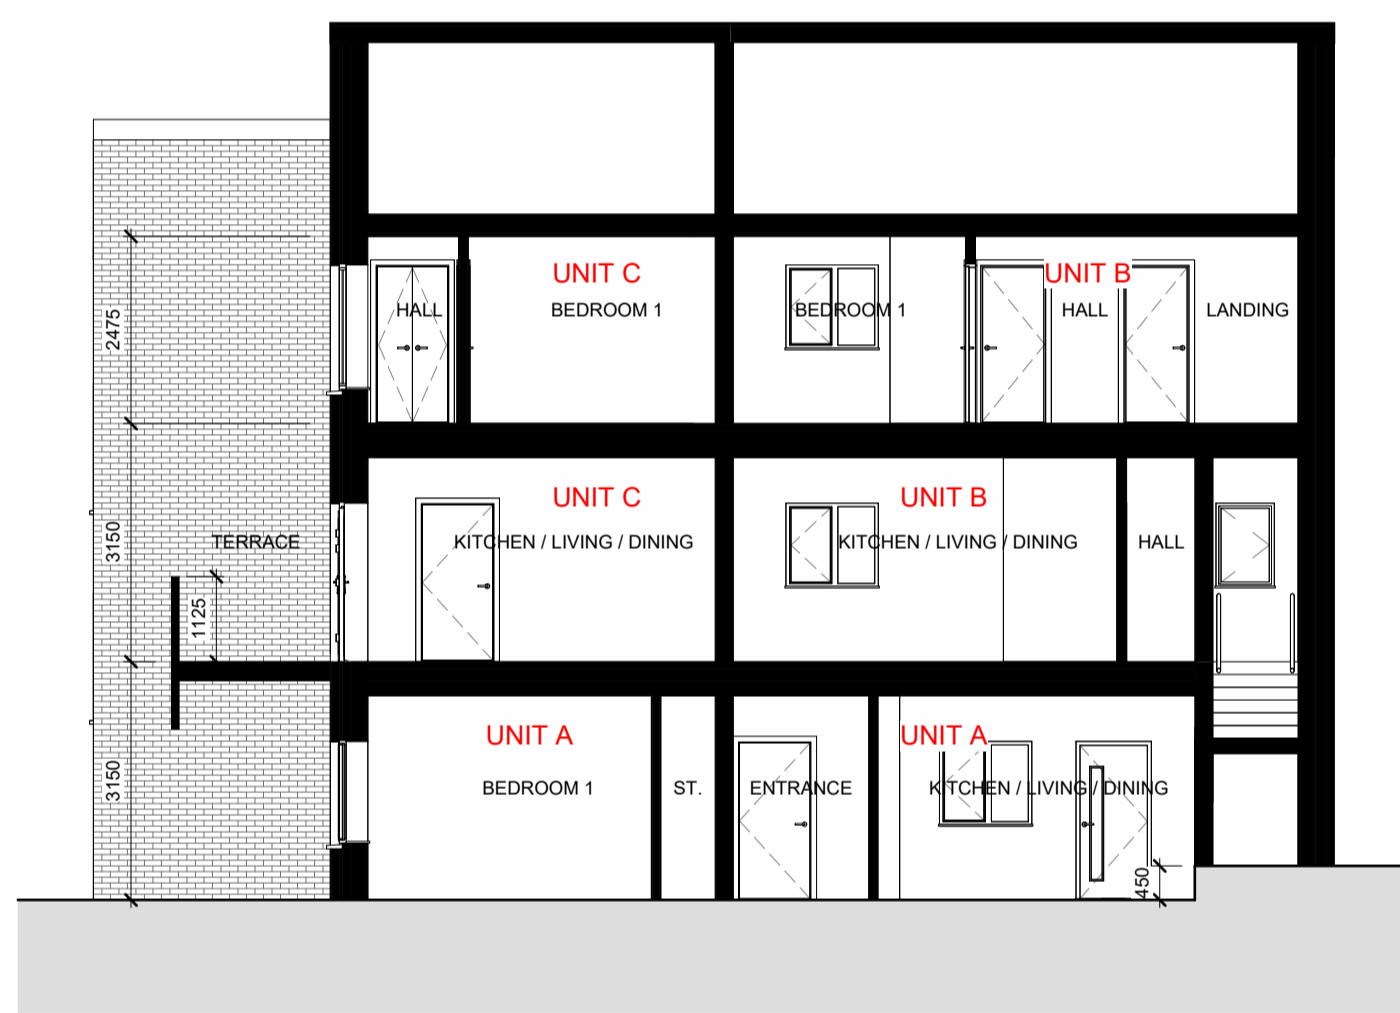 UNIT C
UNIT B
HALL
BEDROOM 1
BEDROOM 1
HALL
LANDING
2475
UNIT C
UNIT B
TERRACE
KITCHEN / LIVING / DINING
KITCHEN / LIVING / DINING
HALL
3150
1125
UNIT A
UNIT A
BEDROOM 1
ST.
ENTRANCE
KITCHEN / LIVING / DINING
3150
450